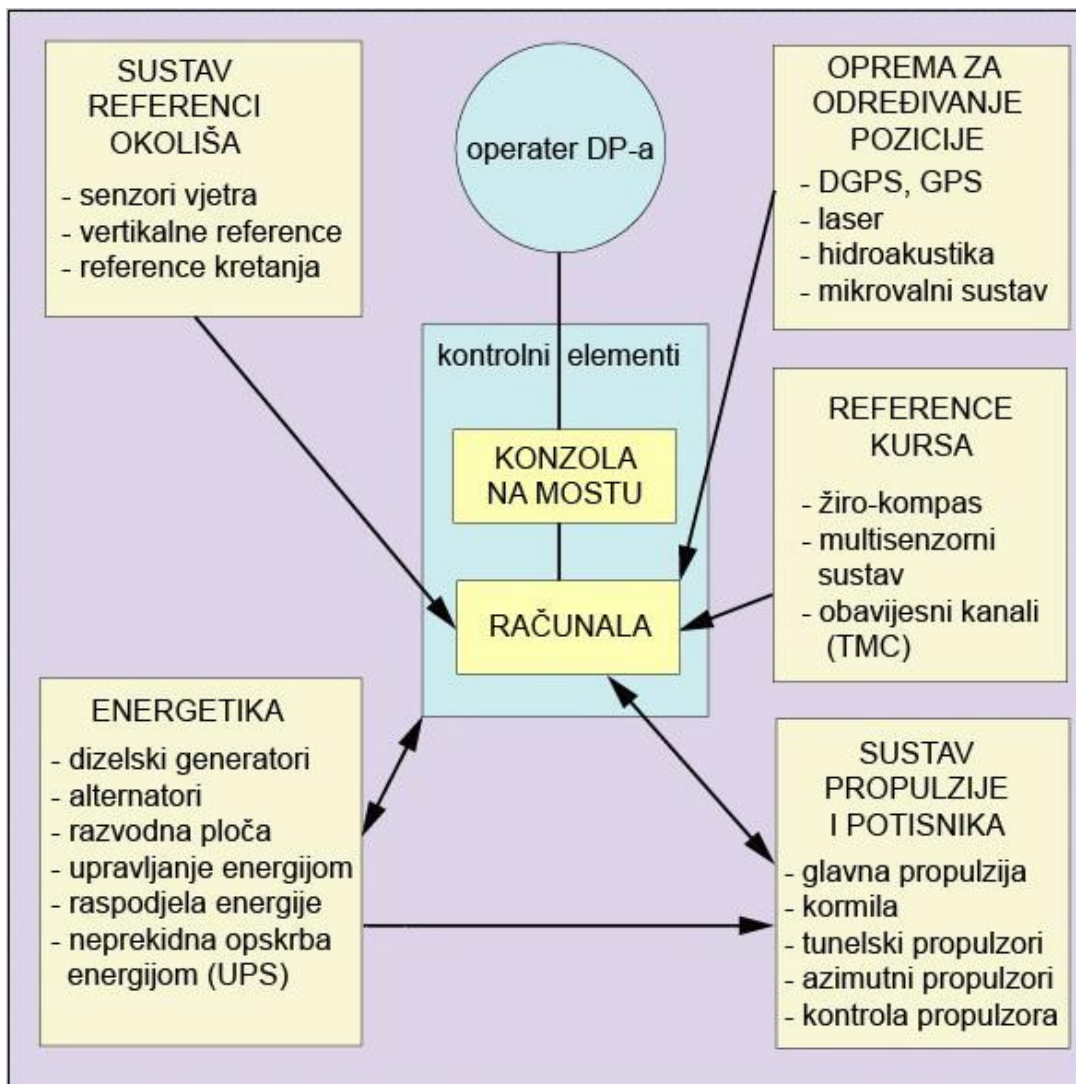 SUSTAV
REFERENCI
OKOLIŠA
- senzori vjetra
- vertikalne reference
- reference kretanja
operater DP-a
OPREMA ZA
ODREĐIVANJE
POZICIJE
- DGPS, GPS
- laser
- hidroakustika
- mikrovalni sustav
kontrolni elementi
KONZOLA
NA MOSTU
RAČUNALA
REFERENCE
KURSA
- žiro-kompas
- multisenzorni
sustav
- obavijesni kanali
(TMC)
ENERGETIKA
- dizelski generatori
- alternatori
- razvodna ploča
- upravljanje energijom
- raspodjela energije
- neprekidna opskrba
energijom (UPS)
SUSTAV
PROPULZIJE
I POTISNIKA
- glavna propulzija
- kormila
- tunelski propulzori
- azimutni propulzori
- kontrola propulzora